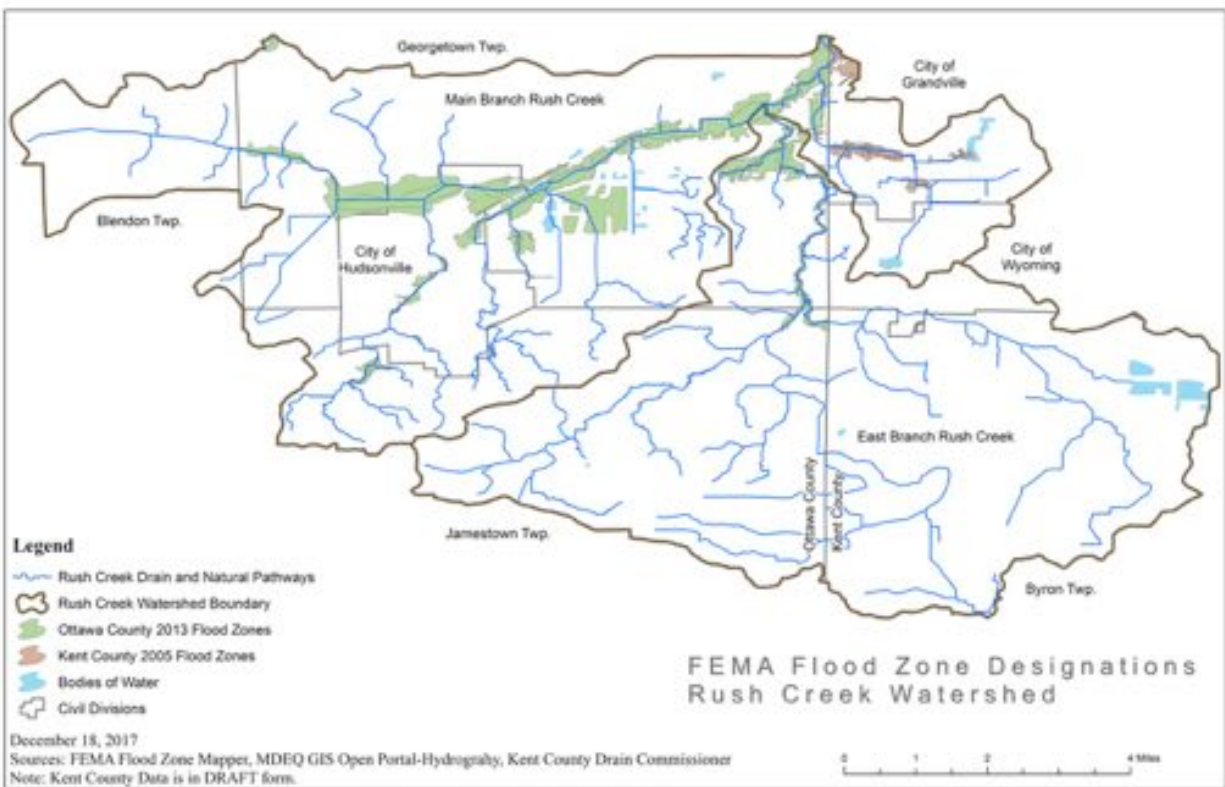 Georgetown Twp.
City of
Grandville
Main Branch Rush Creek
Blendon Twp.
City of
Hudsonville
City of
Wyoming
East Branch Rush Creek
Ottawa County
Kent County
Jamestown Twp.
Byron Twp.
Legend
Rush Creek Drain and Natural Pathways
Rush Creek Watershed Boundary
Ottawa County 2013 Flood Zones
Kent County 2005 Flood Zones
Bodies of Water
Civil Divisions
FEMA Flood Zone Designations
Rush Creek Watershed
December 18, 2017
Sources: FEMA Flood Zone Mapper, MDEQ GIS Open Portal-Hydrograhy, Kent County Drain Commissioner
Note: Kent County Data is in DRAFT form.
0 1 2 4 Miles